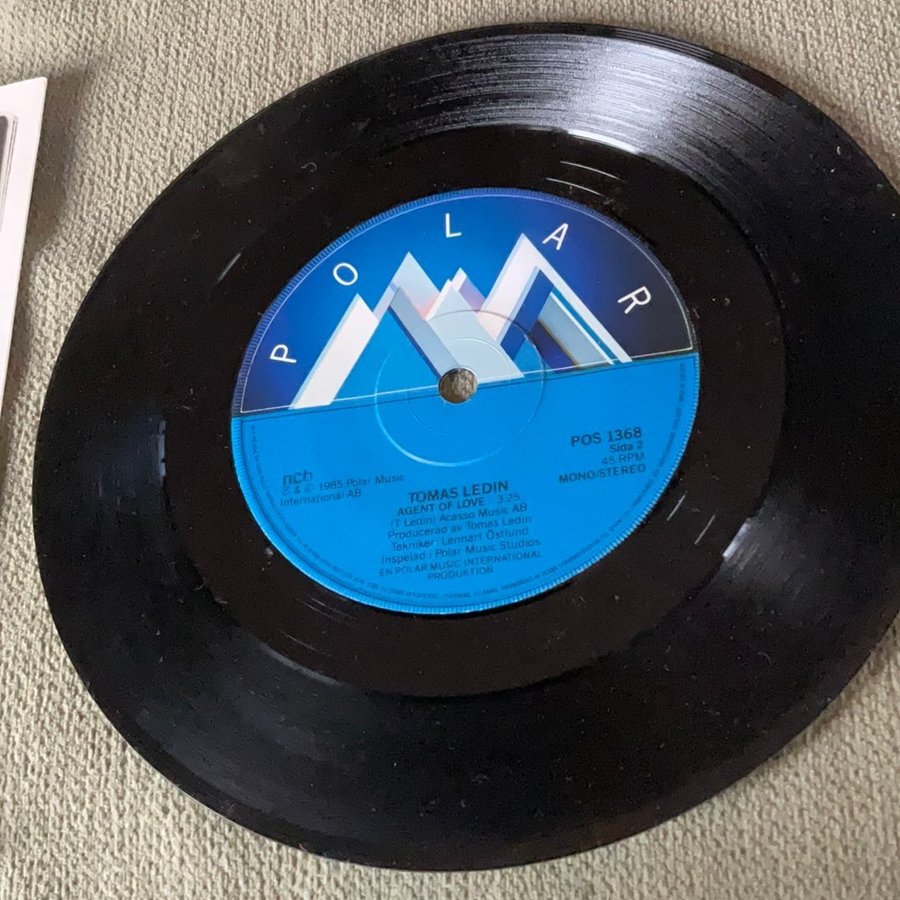 POLAR
POS 1368
Sida 2
45 RPM
MONO/STEREO
ncb
Ⓟ & © 1985 Polar Music
International AB
TOMAS LEDIN
AGENT OF LOVE 3.25
(T Ledin) Acasso Music AB
Producerad av Tomas Ledin
Tekniker: Lennart Östlund
Inspelad i Polar Music Studios
EN POLAR MUSIC INTERNATIONAL
PRODUKTION